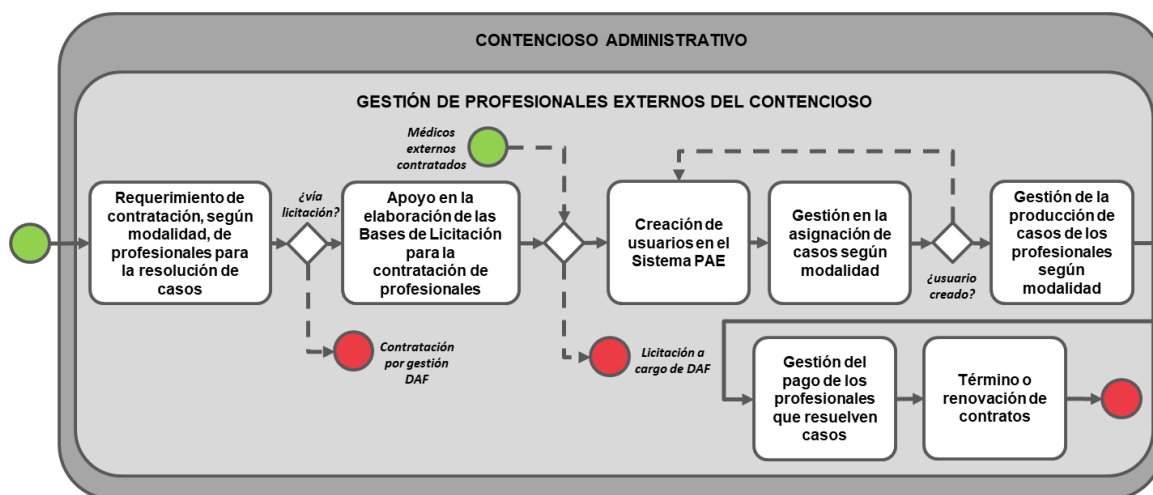 CONTENCIOSO ADMINISTRATIVO
GESTIÓN DE PROFESIONALES EXTERNOS DEL CONTENCIOSO
Médicos
externos
contratados
Requerimiento de
contratación, según
modalidad, de
profesionales para
la resolución de
casos
¿vía
licitación?
Apoyo en la
elaboración de las
Bases de Licitación
para la
contratación de
profesionales
Creación de
usuarios en el
Sistema PAE
Gestión en la
asignación de
casos según
modalidad
¿usuario
creado?
Gestión de la
producción de
casos de los
profesionales
según
modalidad
Contratación
por gestión
DAF
Licitación a
cargo de DAF
Gestión del
pago de los
profesionales
que resuelven
casos
Término o
renovación de
contratos